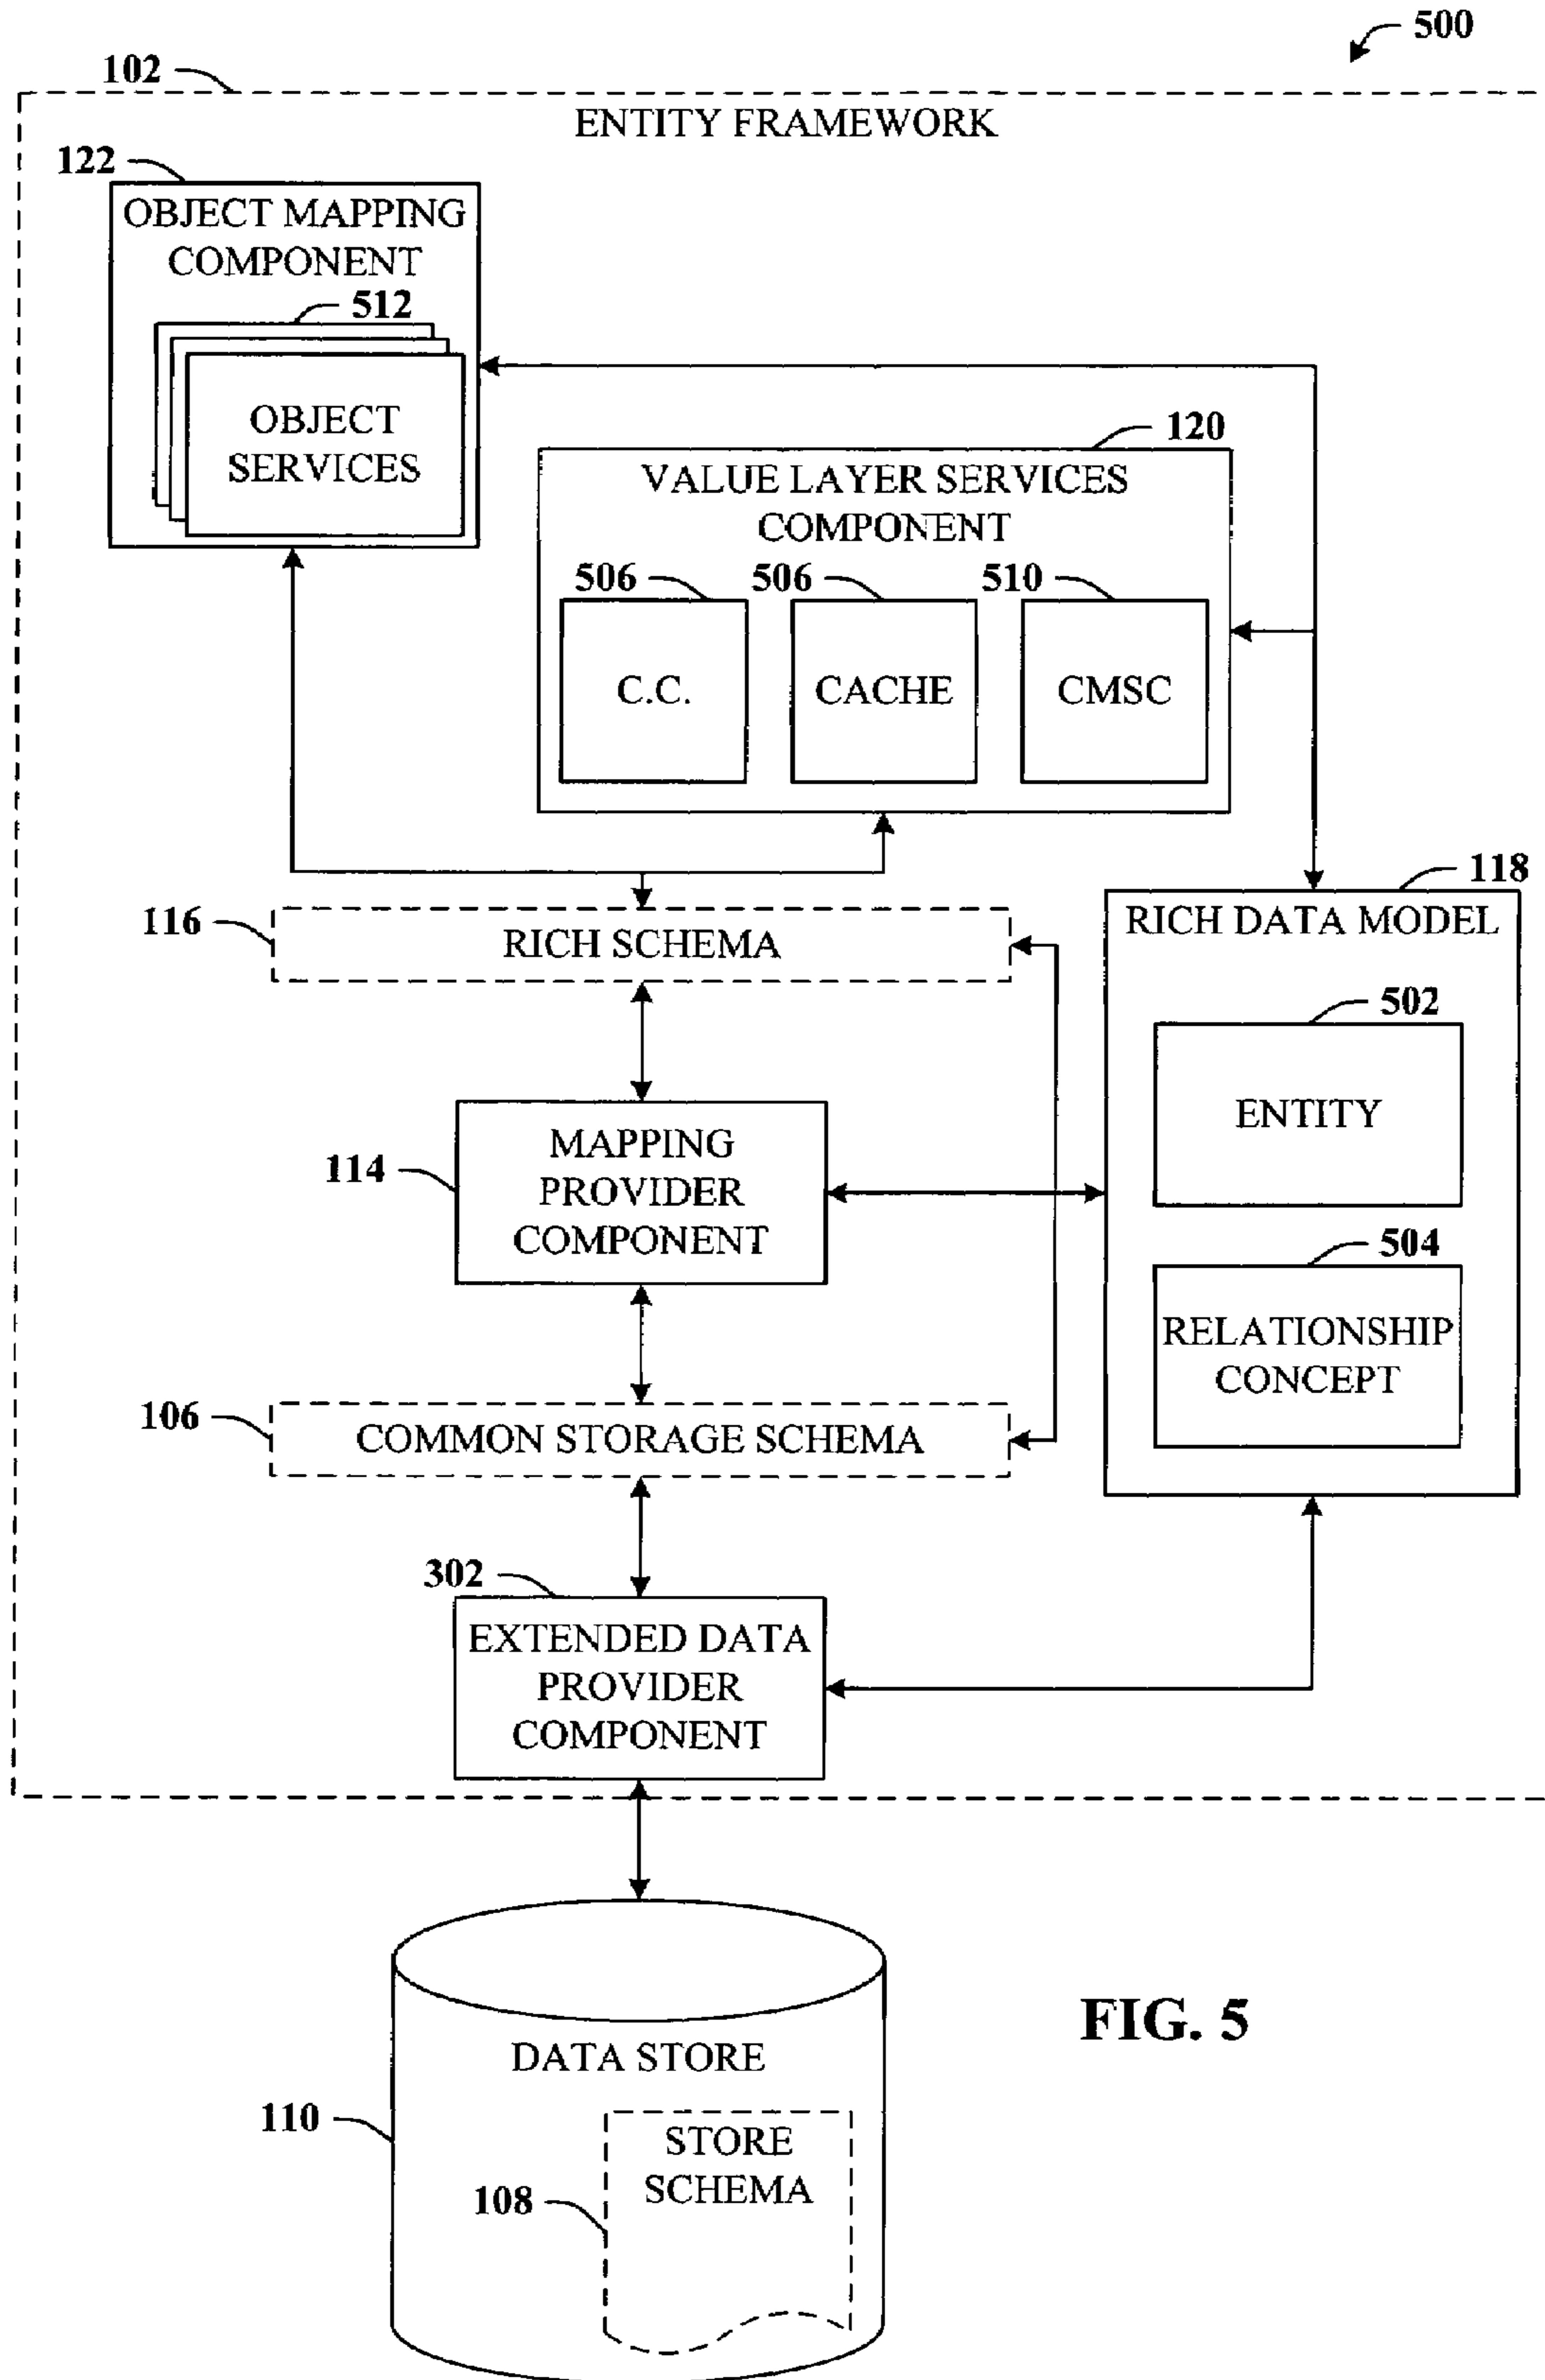 500
102
ENTITY FRAMEWORK
122
OBJECT MAPPING
COMPONENT
512
OBJECT
SERVICES
120
VALUE LAYER SERVICES
COMPONENT
506
506
510
C.C.
CACHE
CMSC
118
116
RICH SCHEMA
RICH DATA MODEL
502
ENTITY
114
MAPPING
PROVIDER
COMPONENT
504
RELATIONSHIP
CONCEPT
106
COMMON STORAGE SCHEMA
302
EXTENDED DATA
PROVIDER
COMPONENT
FIG. 5
DATA STORE
110
STORE
SCHEMA
108